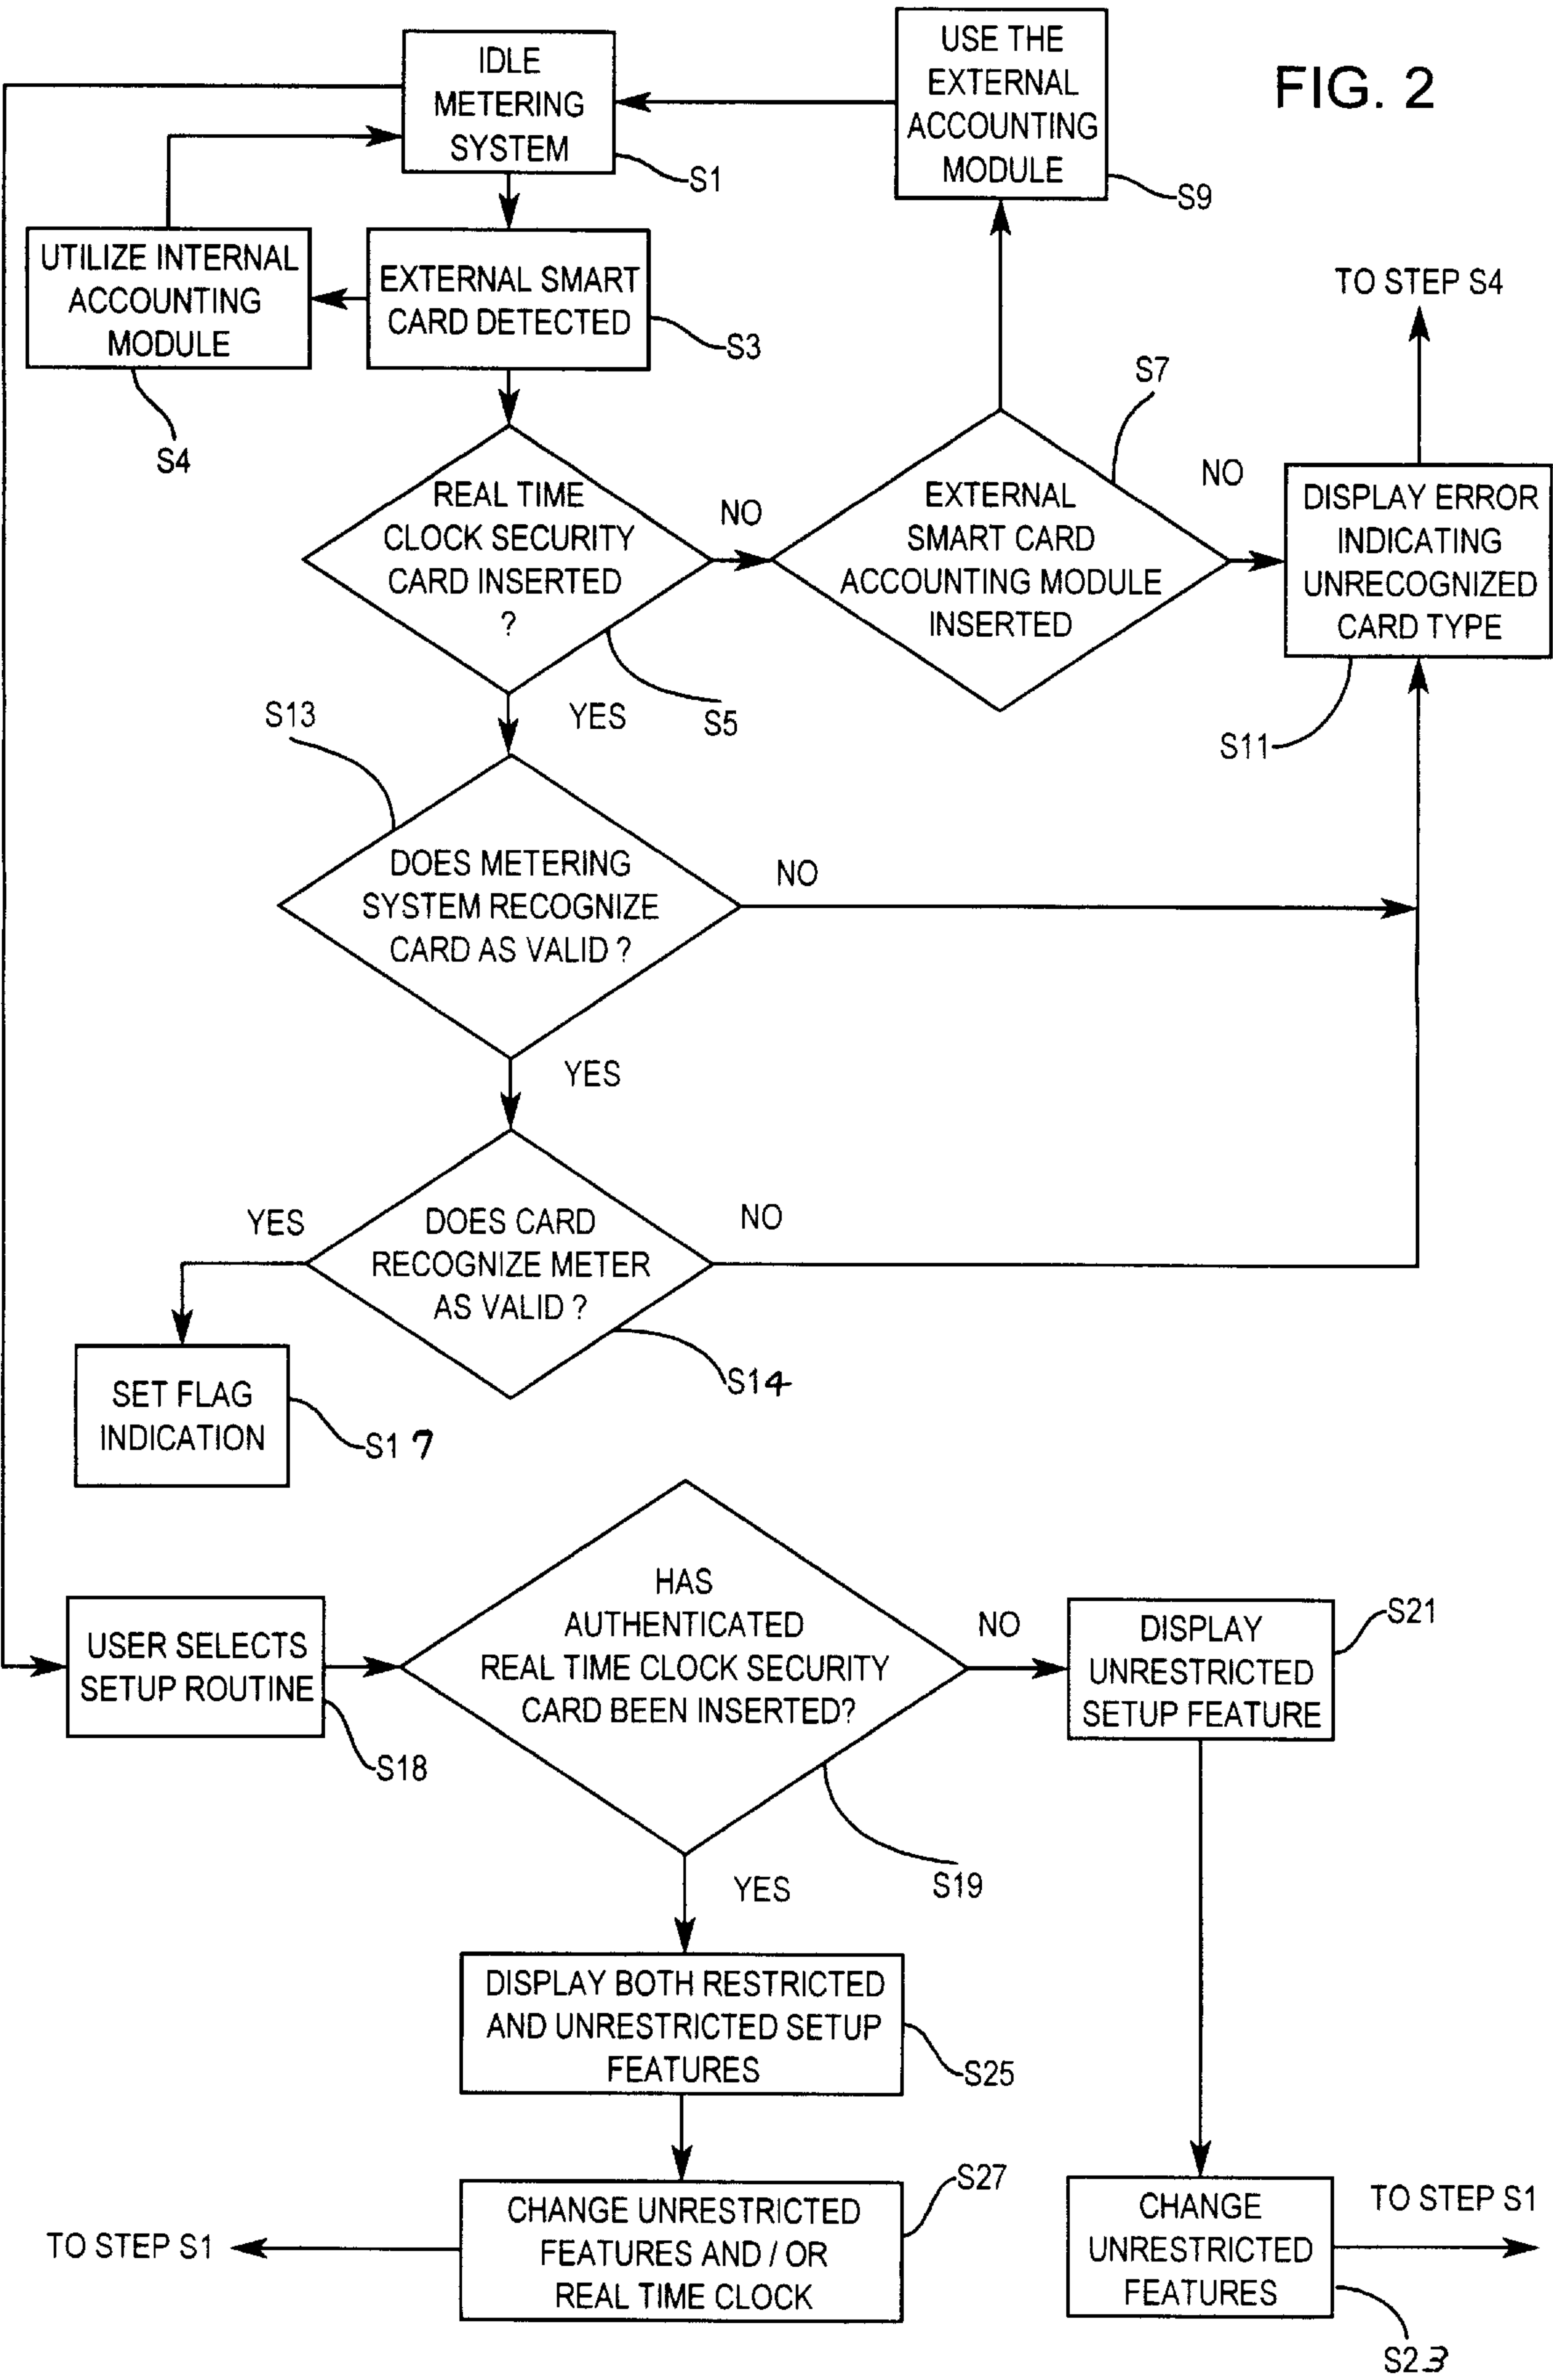 FIG. 2
IDLE
METERING
SYSTEM
S1
USE THE
EXTERNAL
ACCOUNTING
MODULE
S9
UTILIZE INTERNAL
ACCOUNTING
MODULE
S4
EXTERNAL SMART
CARD DETECTED
S3
TO STEP S4
REAL TIME
CLOCK SECURITY
CARD INSERTED
?
S5
NO
YES
S7
EXTERNAL
SMART CARD
ACCOUNTING MODULE
INSERTED
NO
DISPLAY ERROR
INDICATING
UNRECOGNIZED
CARD TYPE
S11
S13
DOES METERING
SYSTEM RECOGNIZE
CARD AS VALID ?
NO
YES
DOES CARD
RECOGNIZE METER
AS VALID ?
YES
NO
S14
SET FLAG
INDICATION
S17
USER SELECTS
SETUP ROUTINE
S18
HAS
AUTHENTICATED
REAL TIME CLOCK SECURITY
CARD BEEN INSERTED?
NO
S19
YES
DISPLAY
UNRESTRICTED
SETUP FEATURE
S21
DISPLAY BOTH RESTRICTED
AND UNRESTRICTED SETUP
FEATURES
S25
CHANGE UNRESTRICTED
FEATURES AND / OR
REAL TIME CLOCK
S27
TO STEP S1
CHANGE
UNRESTRICTED
FEATURES
S23
TO STEP S1